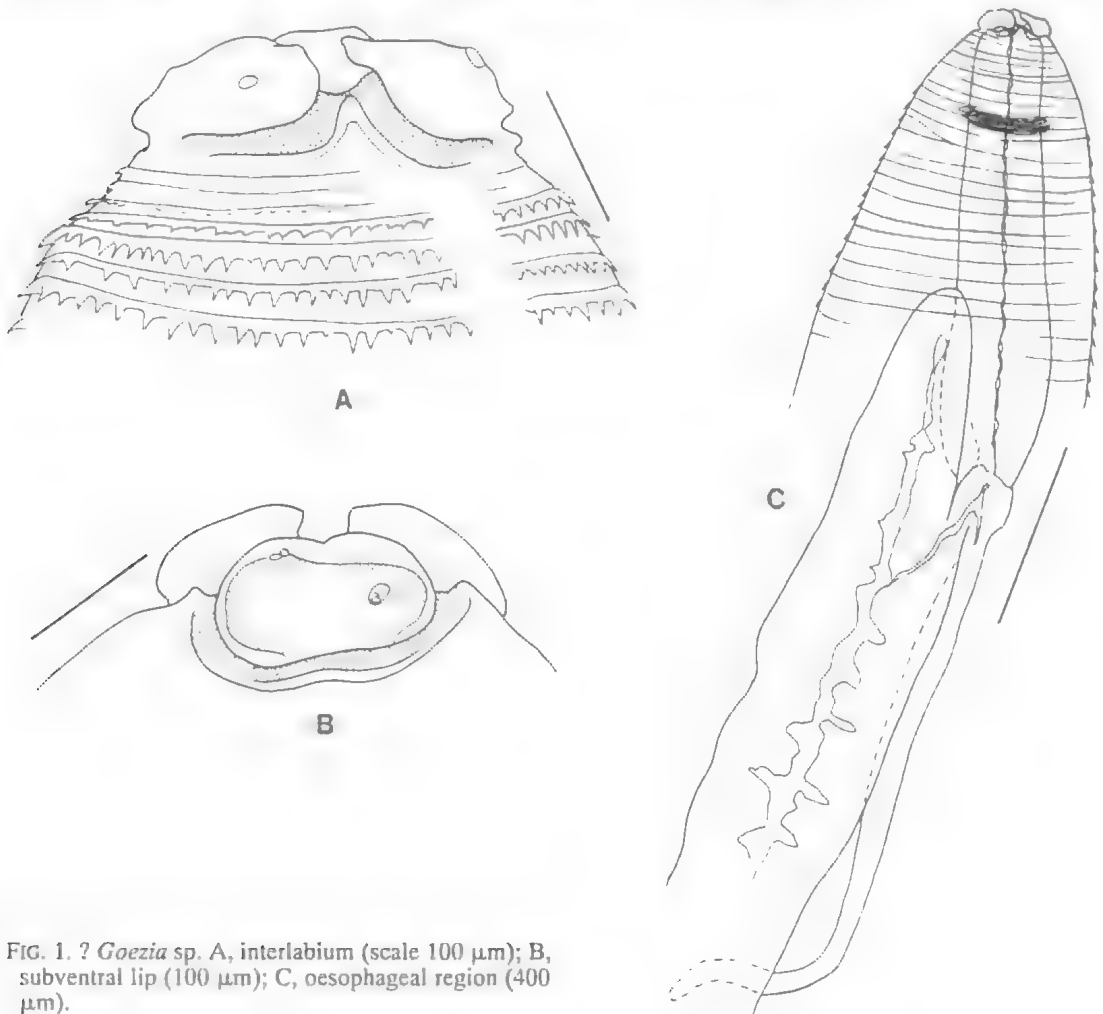 A
B
C
FIG. 1. ? Goezia sp. A, interlabium (scale 100 μm); B,
subventral lip (100 μm); C, oesophageal region (400
μm).